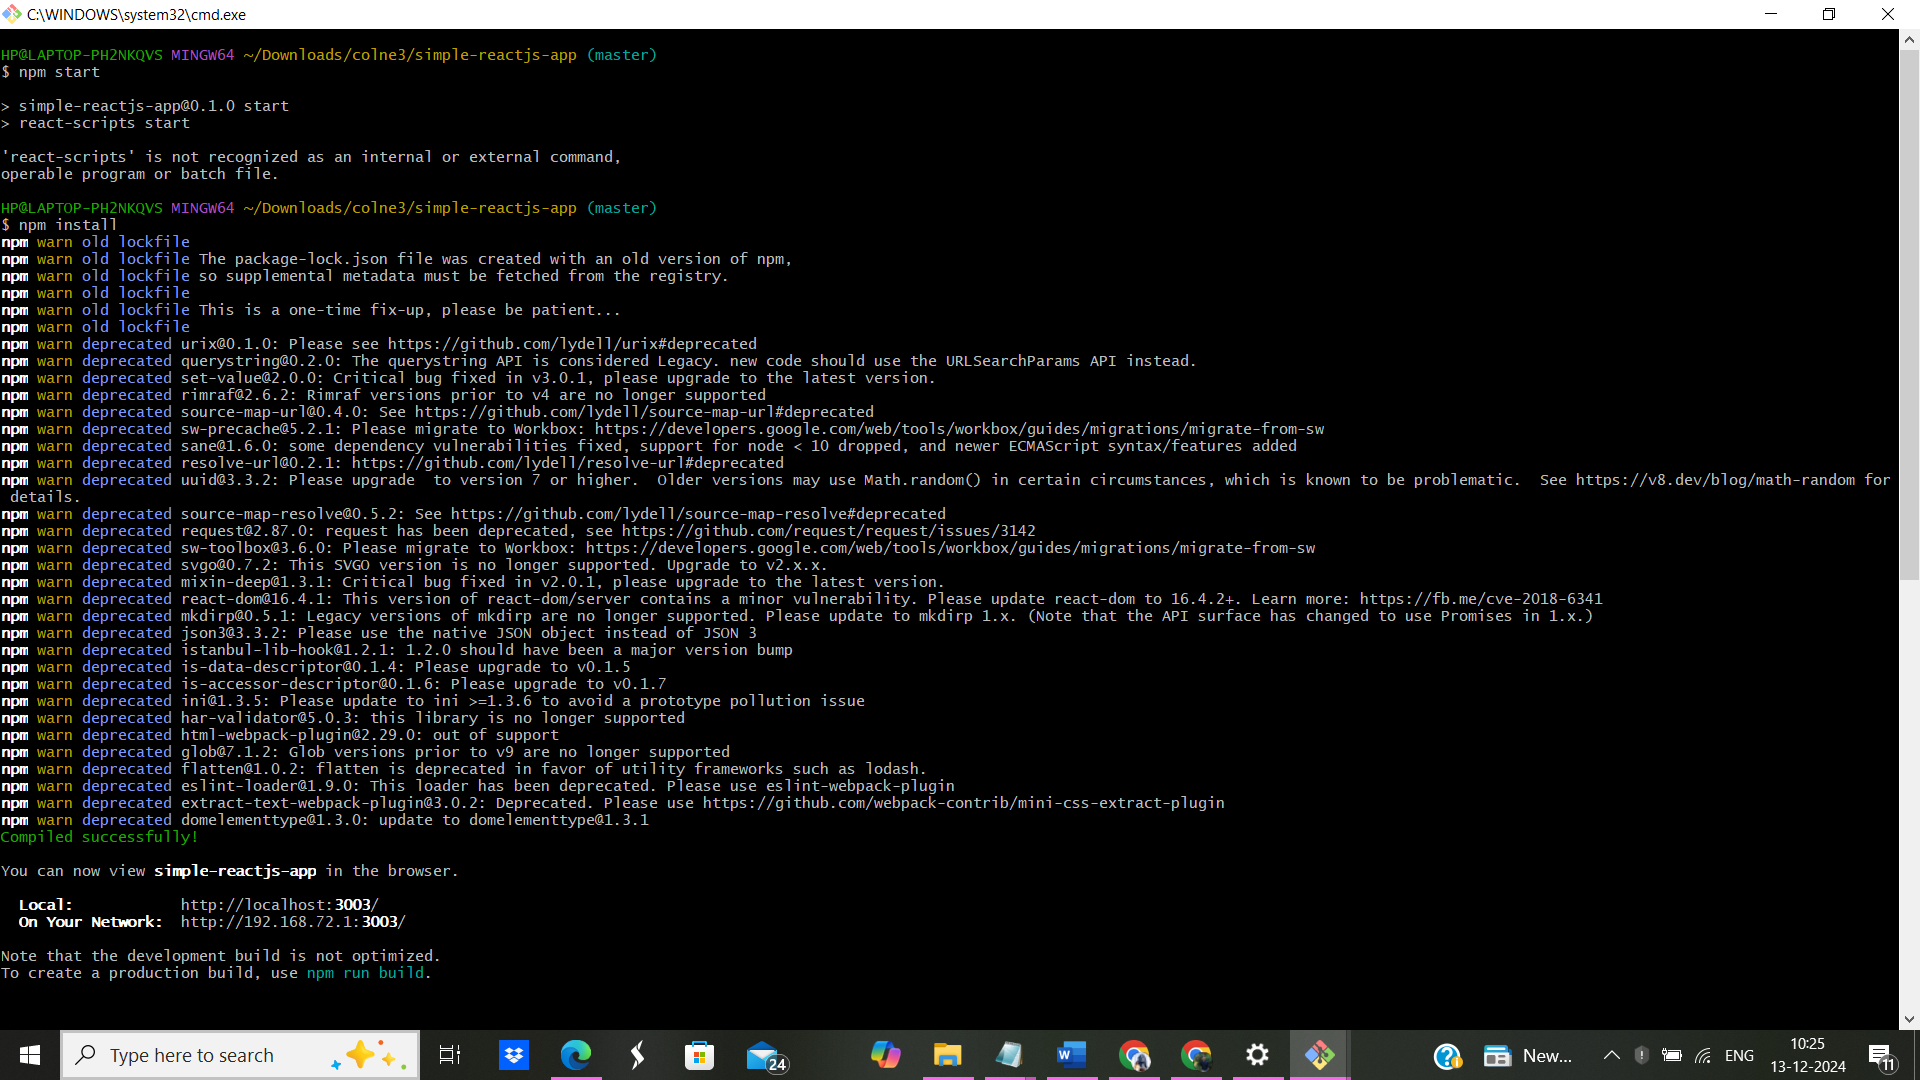 C:\WINDOWS\system32\cmd.exe
HP@LAPTOP-PH2NKQVS MINGW64 ~/Downloads/colne3/simple-reactjs-app (master)
$ npm start
> simple-reactjs-app@0.1.0 start
> react-scripts start
'react-scripts' is not recognized as an internal or external command,
operable program or batch file.
HP@LAPTOP-PH2NKQVS MINGW64 ~/Downloads/colne3/simple-reactjs-app (master)
$ npm install
npm warn old lockfile
npm warn old lockfile The package-lock.json file was created with an old version of npm,
npm warn old lockfile so supplemental metadata must be fetched from the registry.
npm warn old lockfile
npm warn old lockfile This is a one-time fix-up, please be patient...
npm warn old lockfile
npm warn deprecated urix@0.1.0: Please see https://github.com/lydell/urix#deprecated
npm warn deprecated querystring@0.2.0: The querystring API is considered Legacy. new code should use the URLSearchParams API instead.
npm warn deprecated set-value@2.0.0: Critical bug fixed in v3.0.1, please upgrade to the latest version.
npm warn deprecated rimraf@2.6.2: Rimraf versions prior to v4 are no longer supported
npm warn deprecated source-map-url@0.4.0: See https://github.com/lydell/source-map-url#deprecated
npm warn deprecated sw-precache@5.2.1: Please migrate to Workbox: https://developers.google.com/web/tools/workbox/guides/migrations/migrate-from-sw
npm warn deprecated sane@1.6.0: some dependency vulnerabilities fixed, support for node < 10 dropped, and newer ECMAScript syntax/features added
npm warn deprecated resolve-url@0.2.1: https://github.com/lydell/resolve-url#deprecated
npm warn deprecated uuid@3.3.2: Please upgrade  to version 7 or higher.  Older versions may use Math.random() in certain circumstances, which is known to be problematic.  See https://v8.dev/blog/math-random for
details.
npm warn deprecated source-map-resolve@0.5.2: See https://github.com/lydell/source-map-resolve#deprecated
npm warn deprecated request@2.87.0: request has been deprecated, see https://github.com/request/request/issues/3142
npm warn deprecated sw-toolbox@3.6.0: Please migrate to Workbox: https://developers.google.com/web/tools/workbox/guides/migrations/migrate-from-sw
npm warn deprecated svgo@0.7.2: This SVGO version is no longer supported. Upgrade to v2.x.x.
npm warn deprecated mixin-deep@1.3.1: Critical bug fixed in v2.0.1, please upgrade to the latest version.
npm warn deprecated react-dom@16.4.1: This version of react-dom/server contains a minor vulnerability. Please update react-dom to 16.4.2+. Learn more: https://fb.me/cve-2018-6341
npm warn deprecated mkdirp@0.5.1: Legacy versions of mkdirp are no longer supported. Please update to mkdirp 1.x. (Note that the API surface has changed to use Promises in 1.x.)
npm warn deprecated json3@3.3.2: Please use the native JSON object instead of JSON 3
npm warn deprecated istanbul-lib-hook@1.2.1: 1.2.0 should have been a major version bump
npm warn deprecated is-data-descriptor@0.1.4: Please upgrade to v0.1.5
npm warn deprecated is-accessor-descriptor@0.1.6: Please upgrade to v0.1.7
npm warn deprecated ini@1.3.5: Please update to ini >=1.3.6 to avoid a prototype pollution issue
npm warn deprecated har-validator@5.0.3: this library is no longer supported
npm warn deprecated html-webpack-plugin@2.29.0: out of support
npm warn deprecated glob@7.1.2: Glob versions prior to v9 are no longer supported
npm warn deprecated flatten@1.0.2: flatten is deprecated in favor of utility frameworks such as lodash.
npm warn deprecated eslint-loader@1.9.0: This loader has been deprecated. Please use eslint-webpack-plugin
npm warn deprecated extract-text-webpack-plugin@3.0.2: Deprecated. Please use https://github.com/webpack-contrib/mini-css-extract-plugin
npm warn deprecated domelementtype@1.3.0: update to domelementtype@1.3.1
Compiled successfully!
You can now view simple-reactjs-app in the browser.
Local: http://localhost:3003/
On Your Network: http://192.168.72.1:3003/
Note that the development build is not optimized.
To create a production build, use npm run build.
Type here to search
24
New...
ENG
10:25
13-12-2024
11